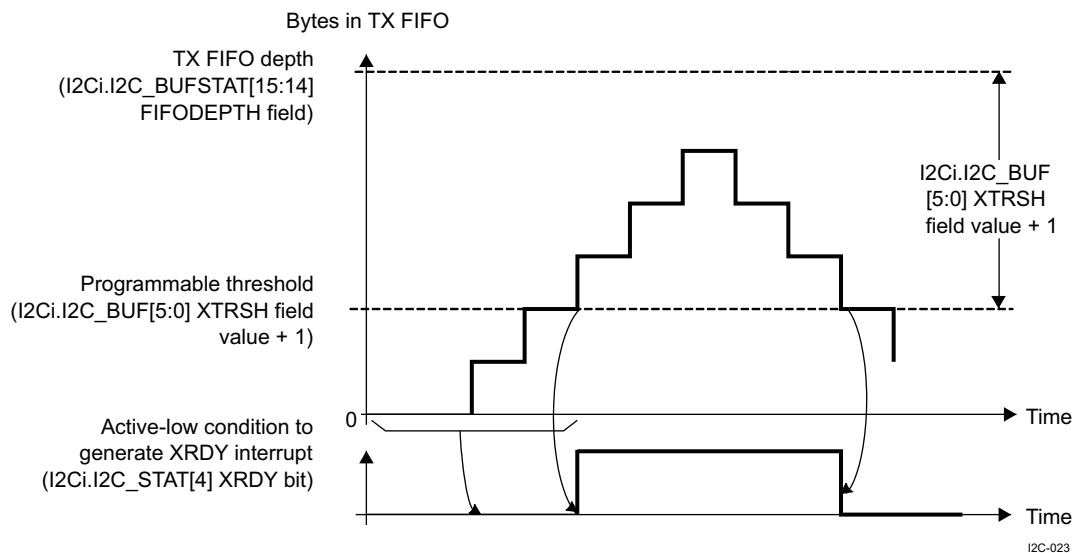 Bytes in TX FIFO
TX FIFO depth
(I2Ci.I2C_BUFSTAT[15:14]
FIFODEPTH field)
I2Ci.I2C_BUF
[5:0] XTRSH
field value + 1
Programmable threshold
(I2Ci.I2C_BUF[5:0] XTRSH field
value + 1)
0
Time
Active-low condition to
generate XRDY interrupt
(I2Ci.I2C_STAT[4] XRDY bit)
Time
I2C-023